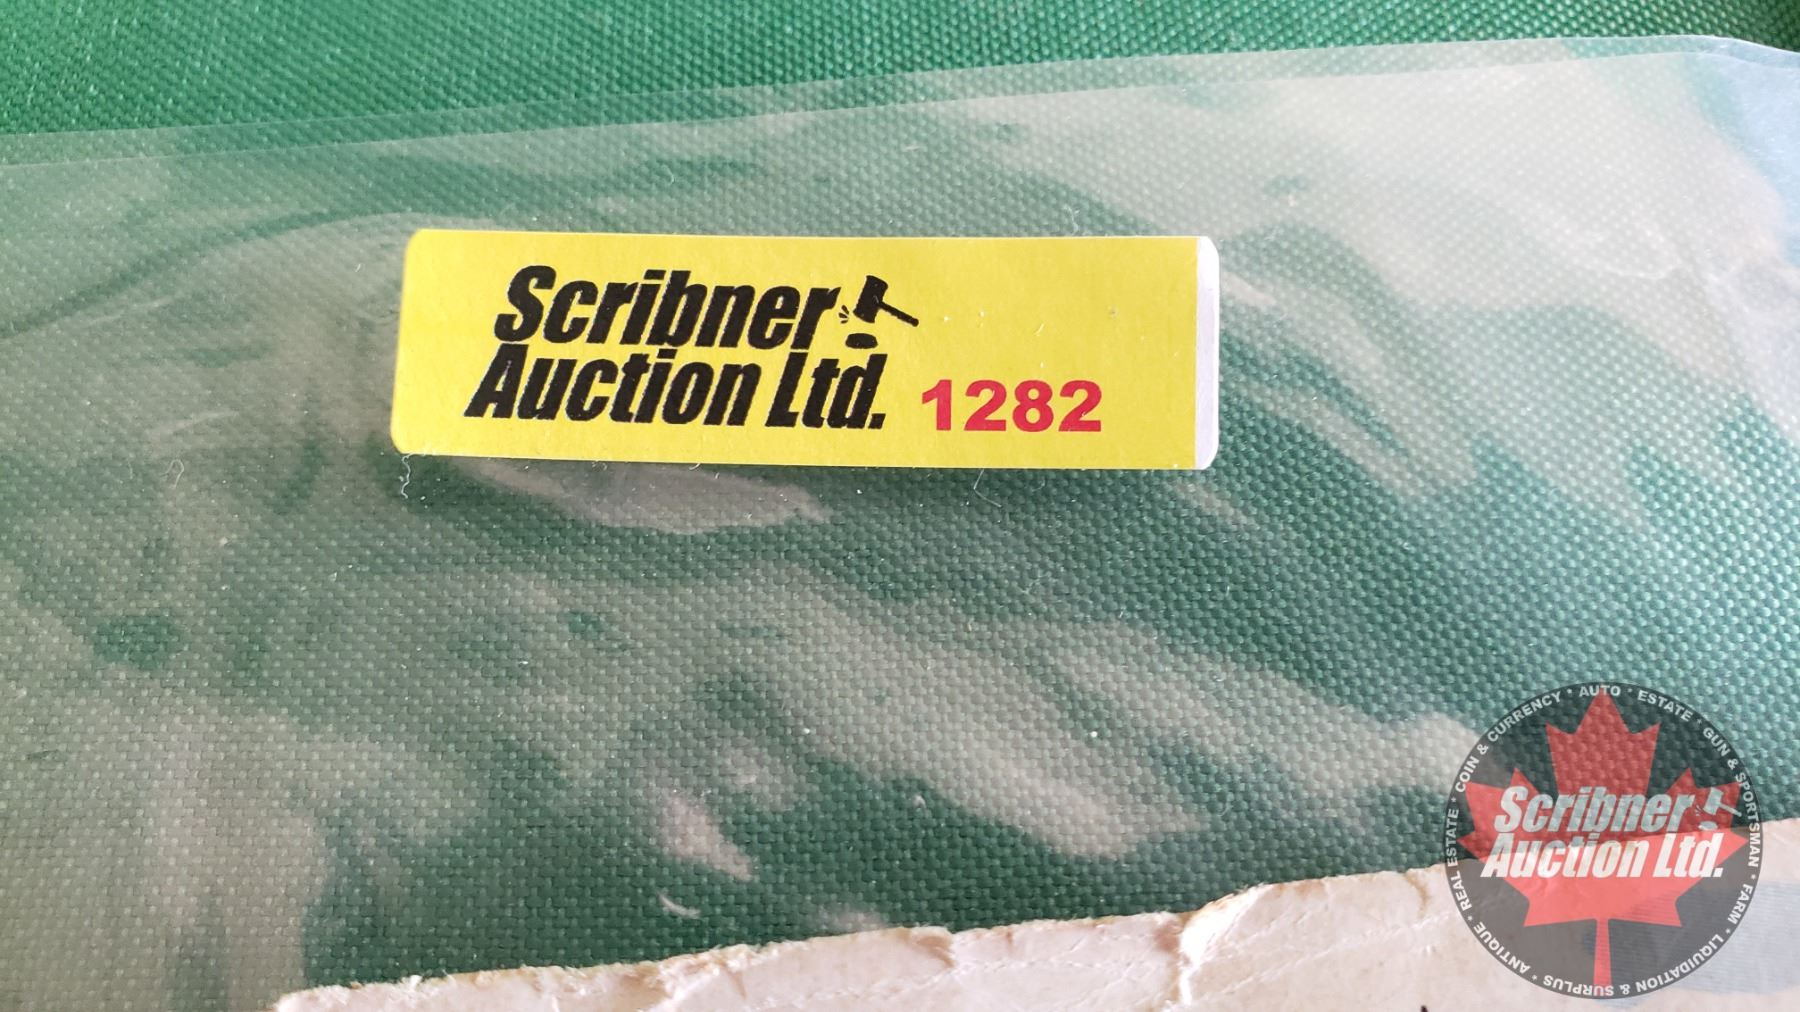 Scribner
Auction Ltd. 1282
COIN & CURRENCY * AUTO * ESTATE * GUN & SPORTSMAN * FARM * LIQUIDATION & SURPLUS * ANTIQUE * REAL ESTATE *
Scribner
Auction Ltd.